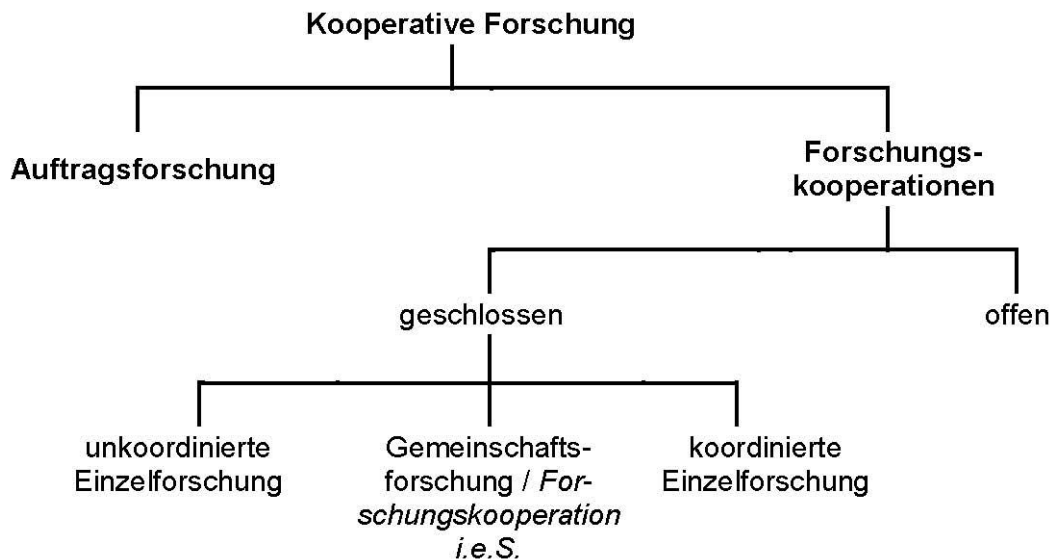 Kooperative Forschung
Auftragsforschung
Forschungs-
kooperationen
geschlossen
offen
unkoordinierte
Einzelforschung
Gemeinschafts-
forschung / For-
schungskooperation
i.e.S.
koordinierte
Einzelforschung